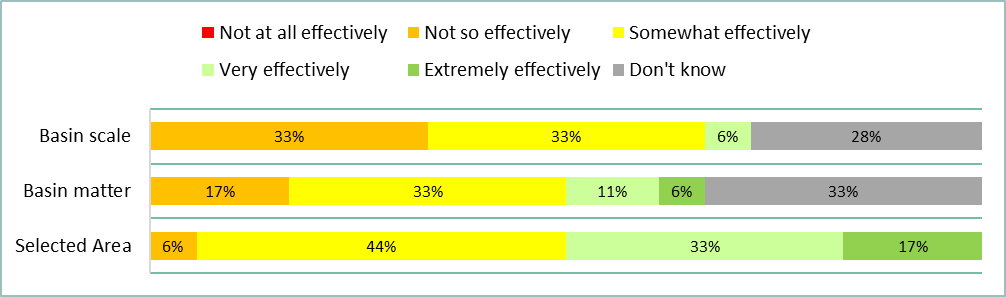 Not at all effectively Not so effectively Somewhat effectively
Very effectively Extremely effectively Don't know
Basin scale 33% 33% 6% 28%
Basin matter 17% 33% 11% 6% 33%
Selected Area 6% 44% 33% 17%